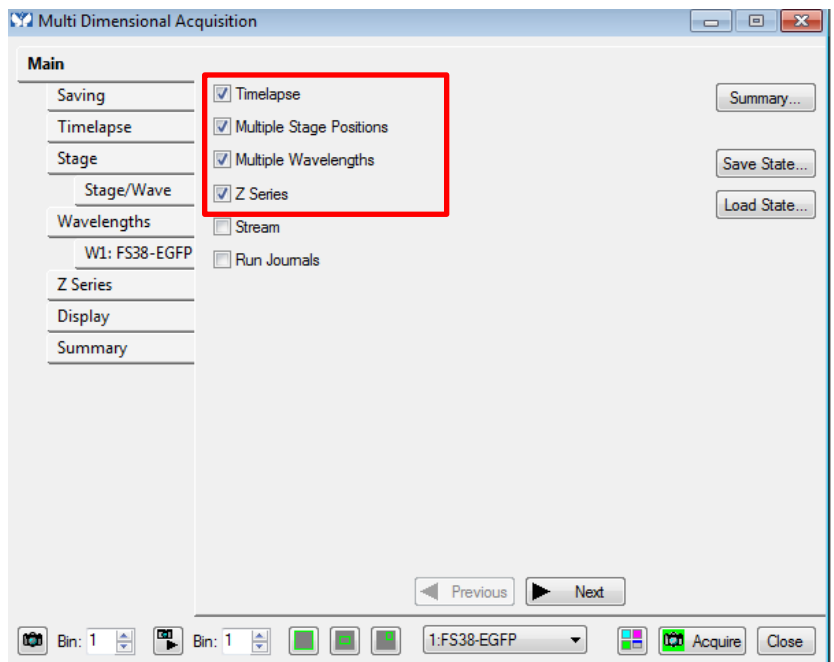 Multi Dimensional Acquisition
Main
Saving
Timelapse
Stage
Stage/Wave
Wavelengths
W1: FS38-EGFP
Z Series
Display
Summary
Timelapse
Multiple Stage Positions
Multiple Wavelengths
Z Series
Stream
Run Journals
Summary...
Save State...
Load State...
Previous Next
Bin: 1 Bin: 1 1:FS38-EGFP Acquire Close